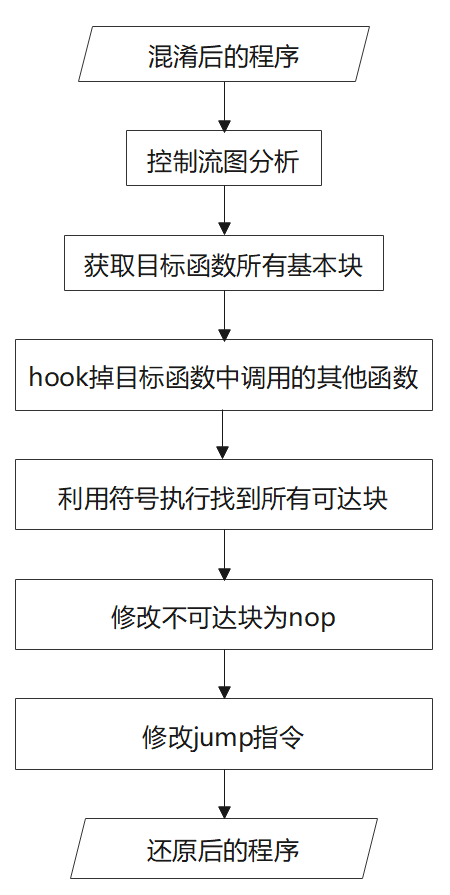 混淆后的程序
控制流图分析
获取目标函数所有基本块
hook掉目标函数中调用的其他函数
利用符号执行找到所有可达块
修改不可达块为nop
修改jump指令
还原后的程序